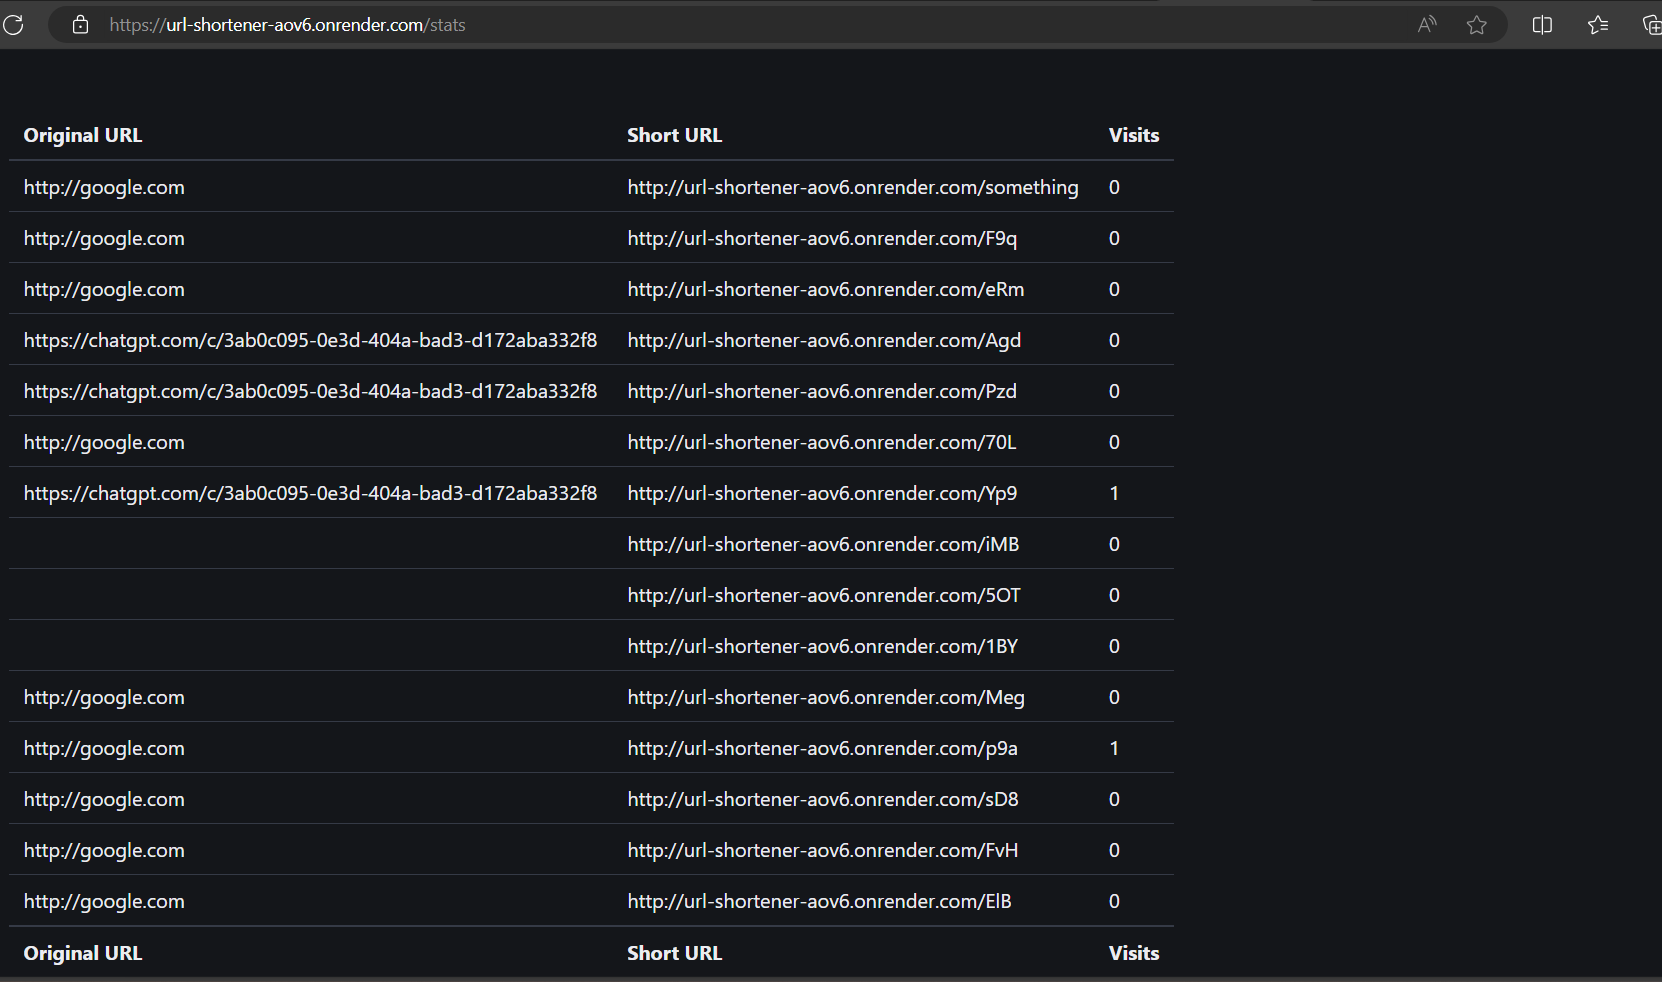 https://url-shortener-aov6.onrender.com/stats
Original URL Short URL Visits
http://google.com http://url-shortener-aov6.onrender.com/something 0
http://google.com http://url-shortener-aov6.onrender.com/F9q 0
http://google.com http://url-shortener-aov6.onrender.com/eRm 0
https://chatgpt.com/c/3ab0c095-0e3d-404a-bad3-d172aba332f8 http://url-shortener-aov6.onrender.com/Agd 0
https://chatgpt.com/c/3ab0c095-0e3d-404a-bad3-d172aba332f8 http://url-shortener-aov6.onrender.com/Pzd 0
http://google.com http://url-shortener-aov6.onrender.com/70L 0
https://chatgpt.com/c/3ab0c095-0e3d-404a-bad3-d172aba332f8 http://url-shortener-aov6.onrender.com/Yp9 1
http://url-shortener-aov6.onrender.com/iMB 0
http://url-shortener-aov6.onrender.com/5OT 0
http://url-shortener-aov6.onrender.com/1BY 0
http://google.com http://url-shortener-aov6.onrender.com/Meg 0
http://google.com http://url-shortener-aov6.onrender.com/p9a 1
http://google.com http://url-shortener-aov6.onrender.com/sD8 0
http://google.com http://url-shortener-aov6.onrender.com/FvH 0
http://google.com http://url-shortener-aov6.onrender.com/ElB 0
Original URL Short URL Visits